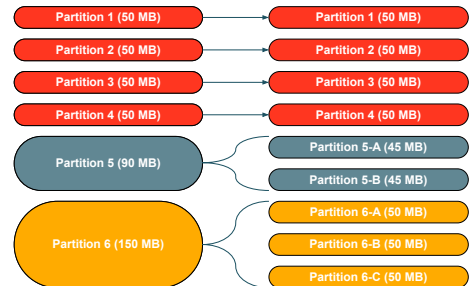 Partition 1 (50 MB)
Partition 1 (50 MB)
Partition 2 (50 MB)
Partition 2 (50 MB)
Partition 3 (50 MB)
Partition 3 (50 MB)
Partition 4 (50 MB)
Partition 4 (50 MB)
Partition 5 (90 MB)
Partition 5-A (45 MB)
Partition 5-B (45 MB)
Partition 6 (150 MB)
Partition 6-A (50 MB)
Partition 6-B (50 MB)
Partition 6-C (50 MB)